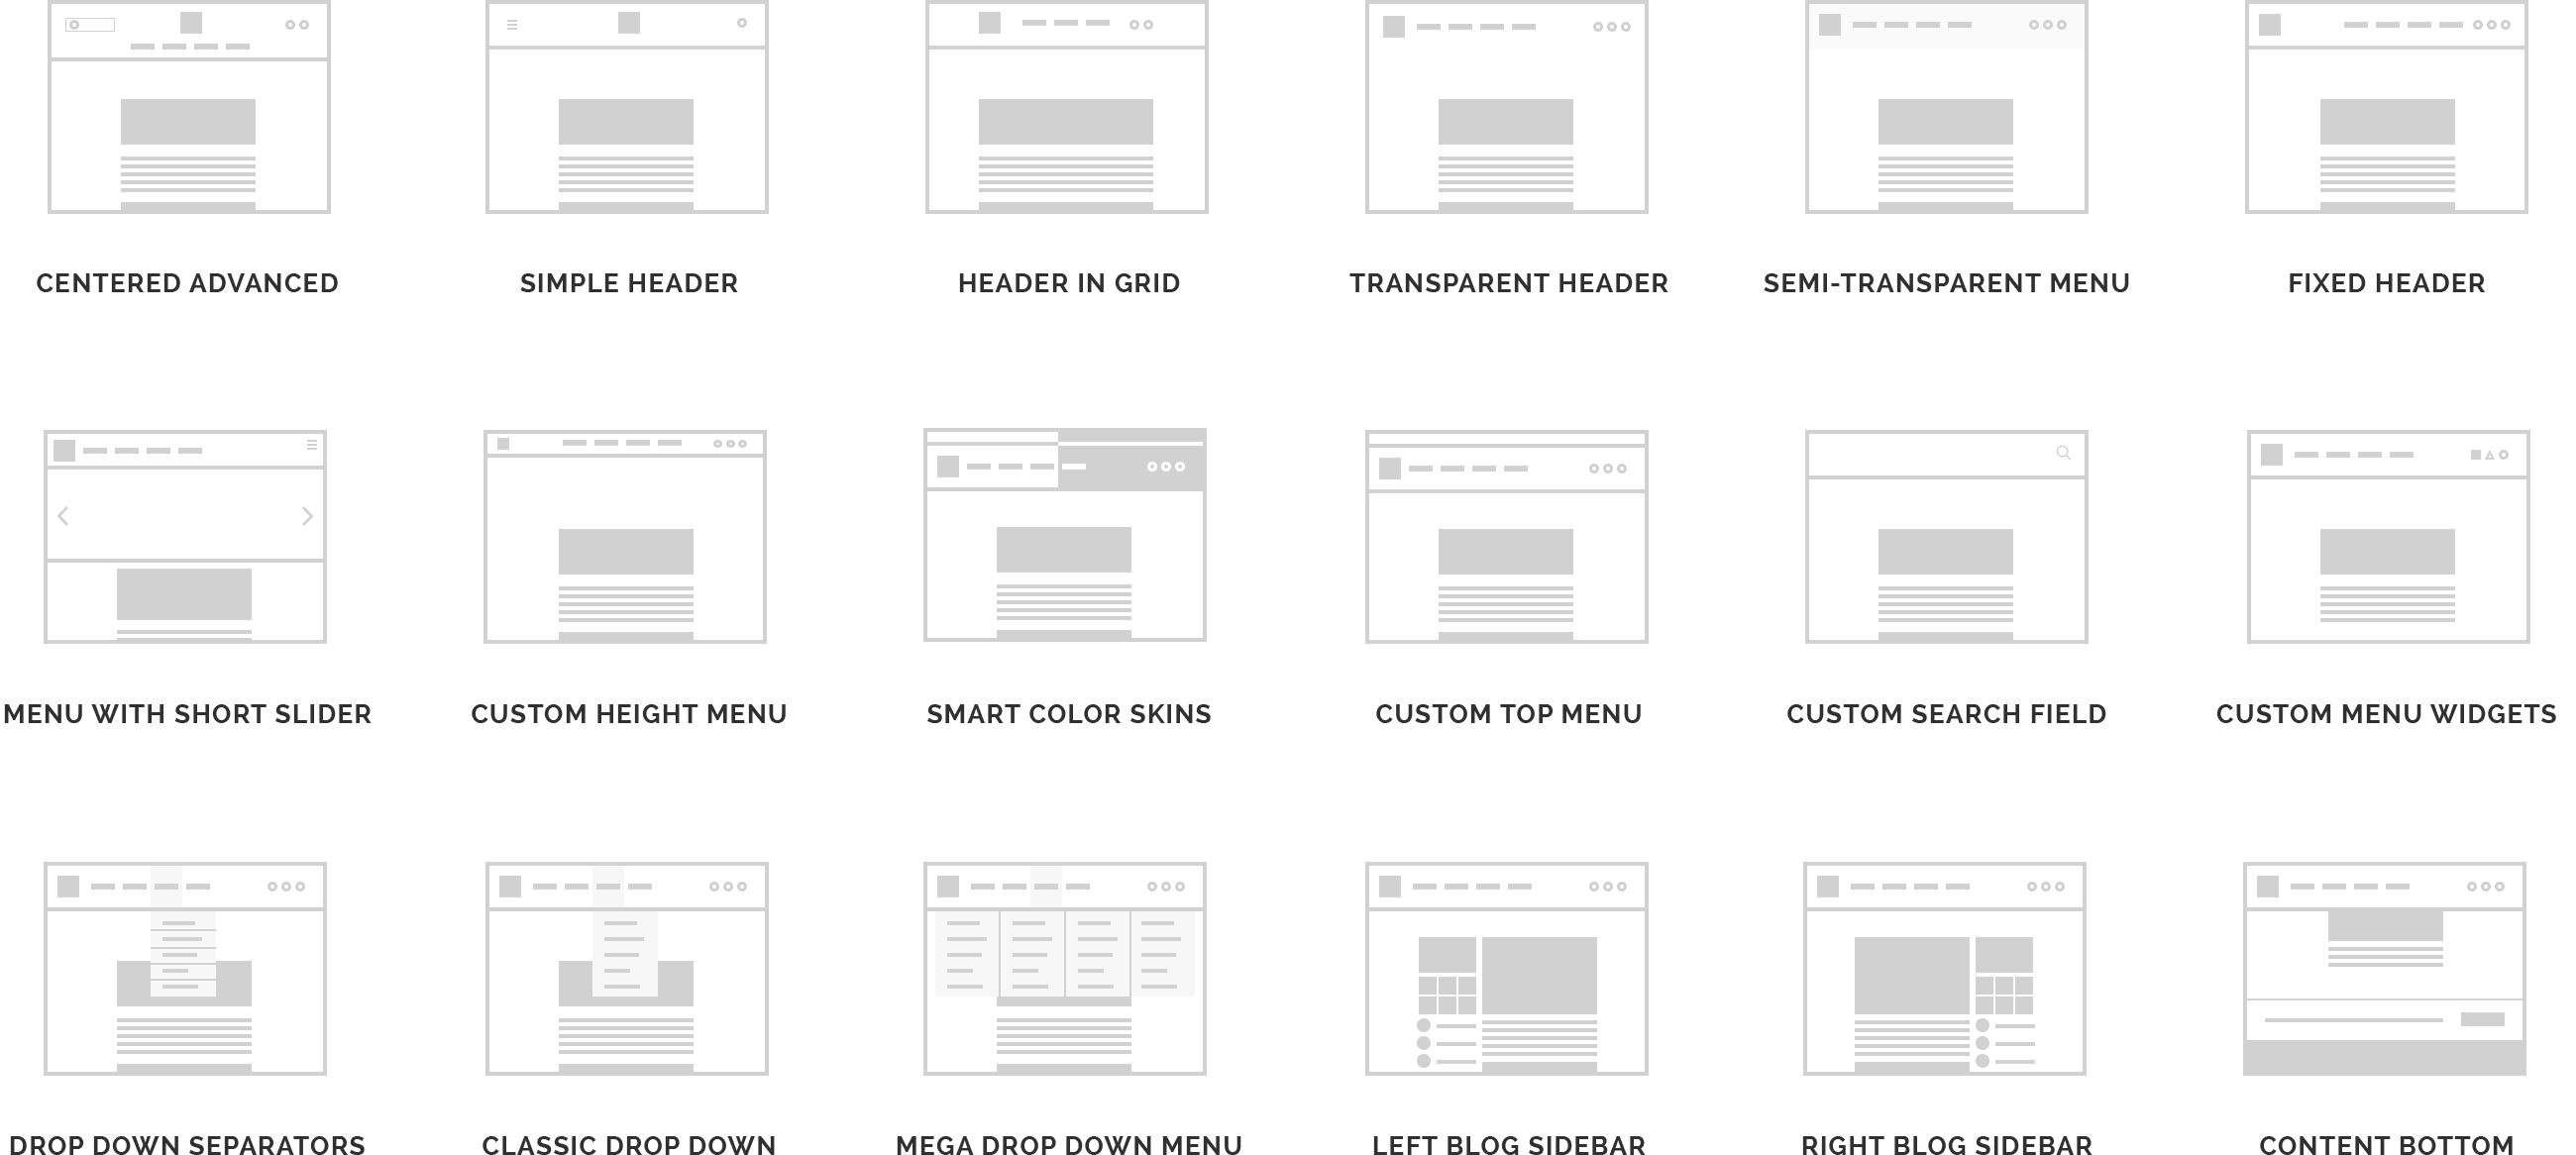 CENTERED ADVANCED
SIMPLE HEADER
HEADER IN GRID
TRANSPARENT HEADER
SEMI-TRANSPARENT MENU
FIXED HEADER
MENU WITH SHORT SLIDER
CUSTOM HEIGHT MENU
SMART COLOR SKINS
CUSTOM TOP MENU
CUSTOM SEARCH FIELD
CUSTOM MENU WIDGETS
DROP DOWN SEPARATORS
CLASSIC DROP DOWN
MEGA DROP DOWN MENU
LEFT BLOG SIDEBAR
RIGHT BLOG SIDEBAR
CONTENT BOTTOM